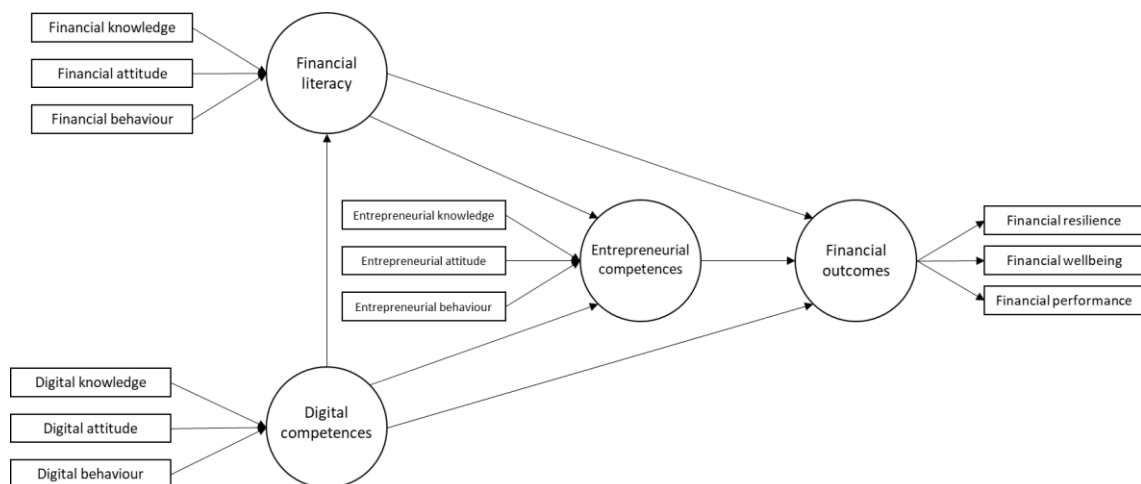 Financial knowledge
Financial attitude
Financial behaviour
Financial
literacy
Entrepreneurial knowledge
Entrepreneurial attitude
Entrepreneurial behaviour
Entrepreneurial
competences
Financial
outcomes
Financial resilience
Financial wellbeing
Financial performance
Digital knowledge
Digital attitude
Digital behaviour
Digital
competences